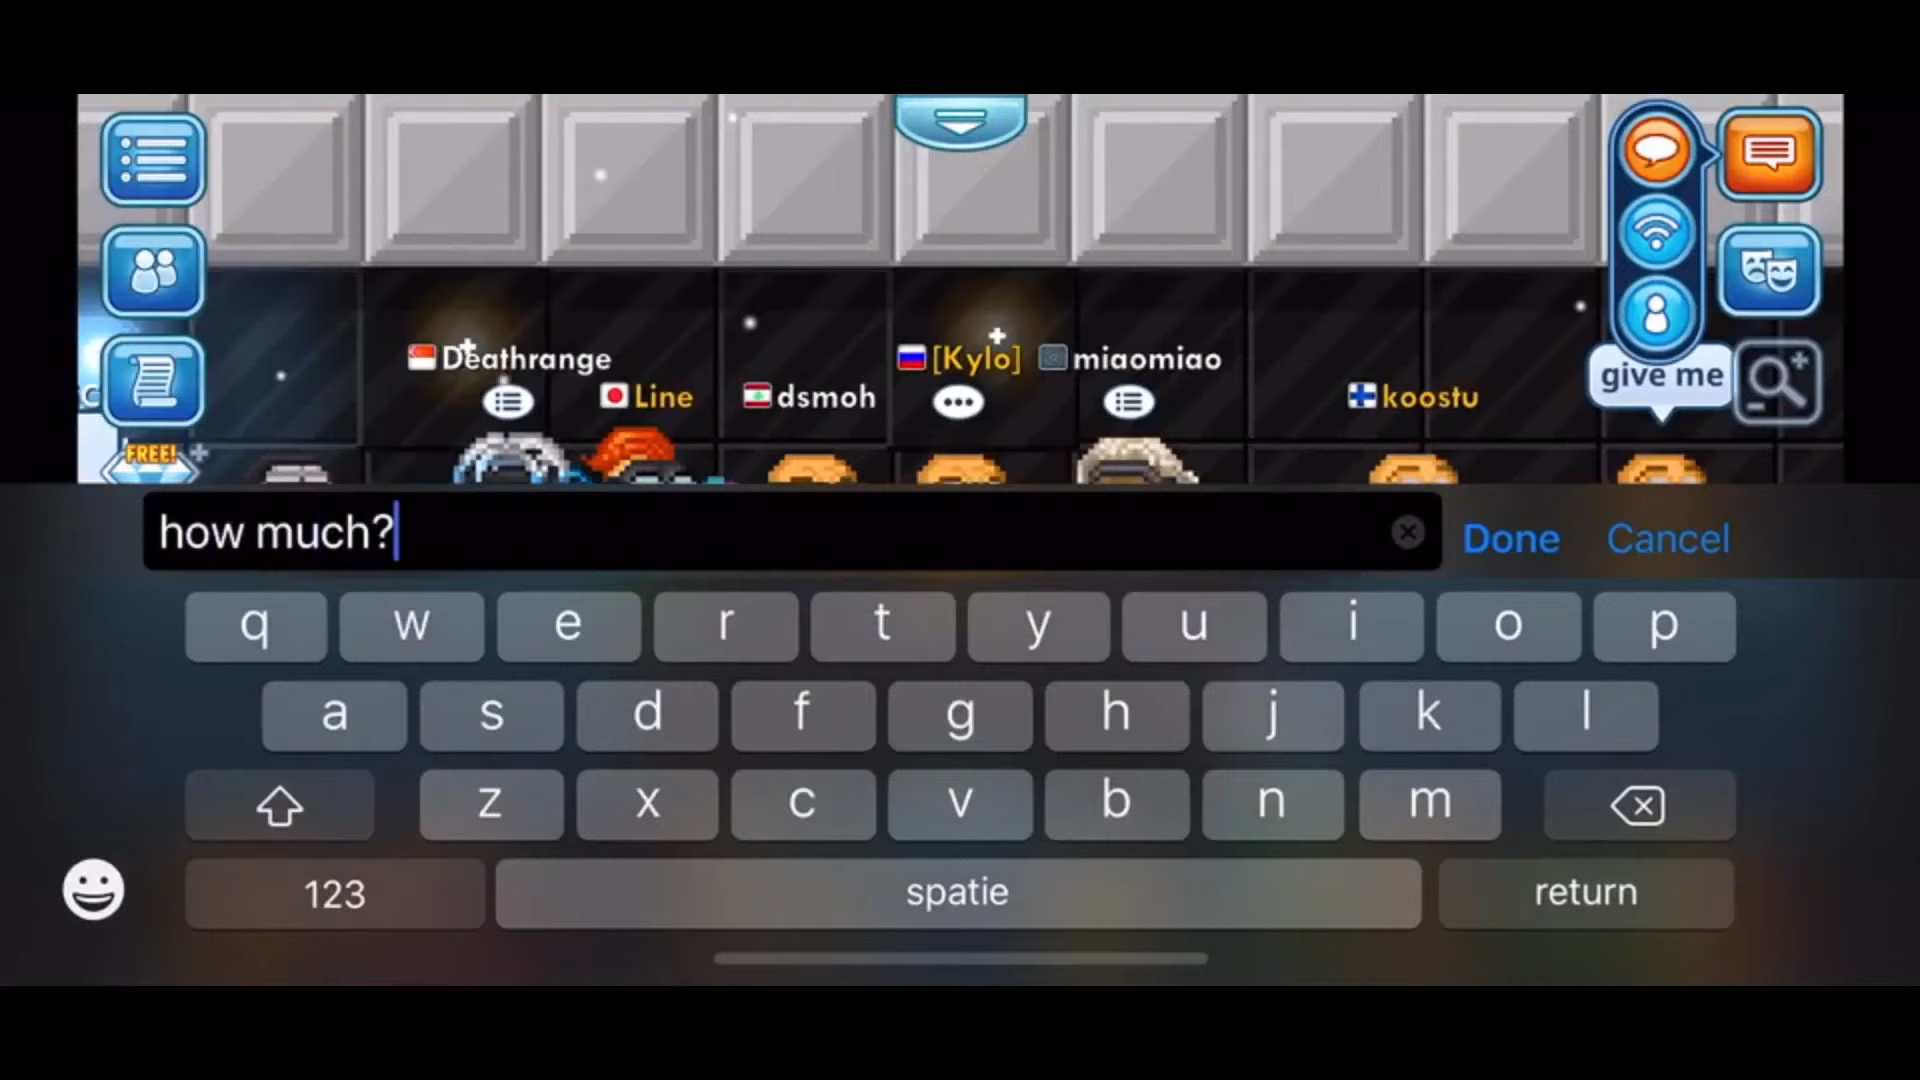 Deathrange
[Kylo]
miaomiao
Line
dsmoh
koostu
give me
FREE!
how much?
Done
Cancel
q w e r t y u i o p
a s d f g h j k l
z x c v b n m
123
spatie
return